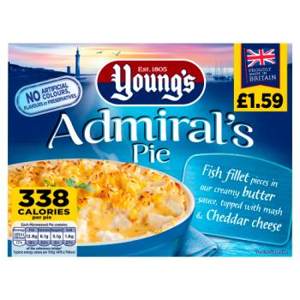 EST. 1805
Young's
PROUDLY
MADE IN
BRITAIN
£1.59
NO ARTIFICIAL
COLOURS,
FLAVOURS or PRESERVATIVES
Admiral's
Pie
Fish fillet pieces in
our creamy butter
sauce, topped with mash
& Cheddar cheese
338
CALORIES
per pie